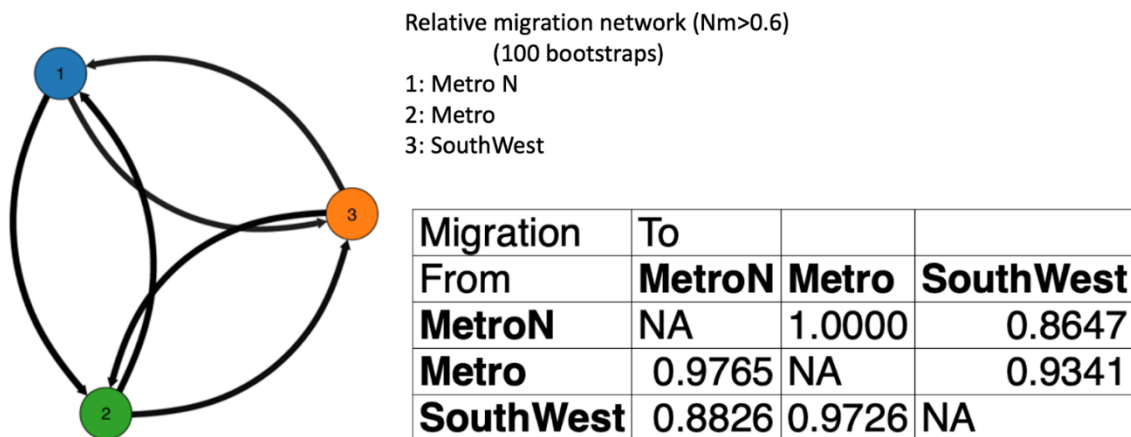 Relative migration network (Nm>0.6)
(100 bootstraps)
1: Metro N
2: Metro
3: SouthWest
1
3
2
Migration To
From MetroN Metro SouthWest
MetroN NA 1.0000 0.8647
Metro 0.9765 NA 0.9341
SouthWest 0.8826 0.9726 NA